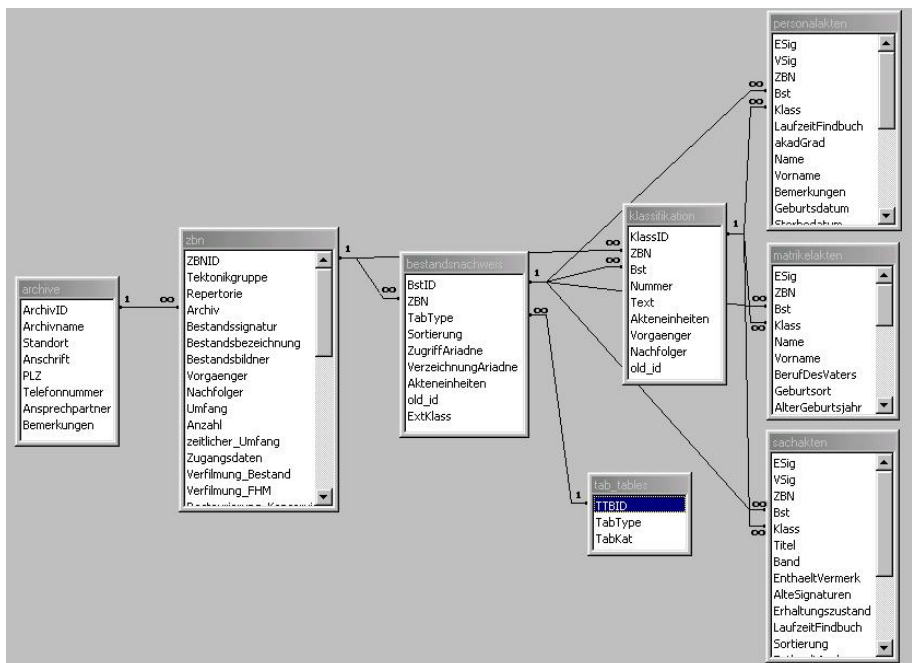 archive
ArchivID
Archivname
Standort
Anschrift
PLZ
Telefonnummer
Ansprechpartner
Bemerkungen
1
∞
zbn
ZBNID
Tektonikgruppe
Repertorie
Archiv
Bestandssignatur
Bestandsbezeichnung
Bestandsbildner
Vorgaenger
Nachfolger
Umfang
Anzahl
zeitlicher_Umfang
Zugangsdaten
Verfilmung_Bestand
Verfilmung_FHM
1
∞
bestandsnachweis
BstID
ZBN
TabType
Sortierung
ZugriffAriadne
VerzeichnungAriadne
Akteneinheiten
old_id
ExtKlass
1
∞
tab_tables
TTBID
TabType
TabKat
1
∞
∞
klassifikation
KlassID
ZBN
Bst
Nummer
Text
Akteneinheiten
Vorgaenger
Nachfolger
old_id
1
∞
∞
personalakten
ESig
VSig
ZBN
Bst
Klass
LaufzeitFindbuch
akadGrad
Name
Vorname
Bemerkungen
Geburtsdatum
Sterbedatum
∞
∞
matrikelakten
ESig
ZBN
Bst
Klass
Name
Vorname
BerufDesVaters
Geburtsort
AlterGeburtsjahr
∞
∞
sachakten
ESig
VSig
ZBN
Bst
Klass
Titel
Band
EnthaeltVermerk
AlteSignaturen
Erhaltungszustand
LaufzeitFindbuch
Sortierung